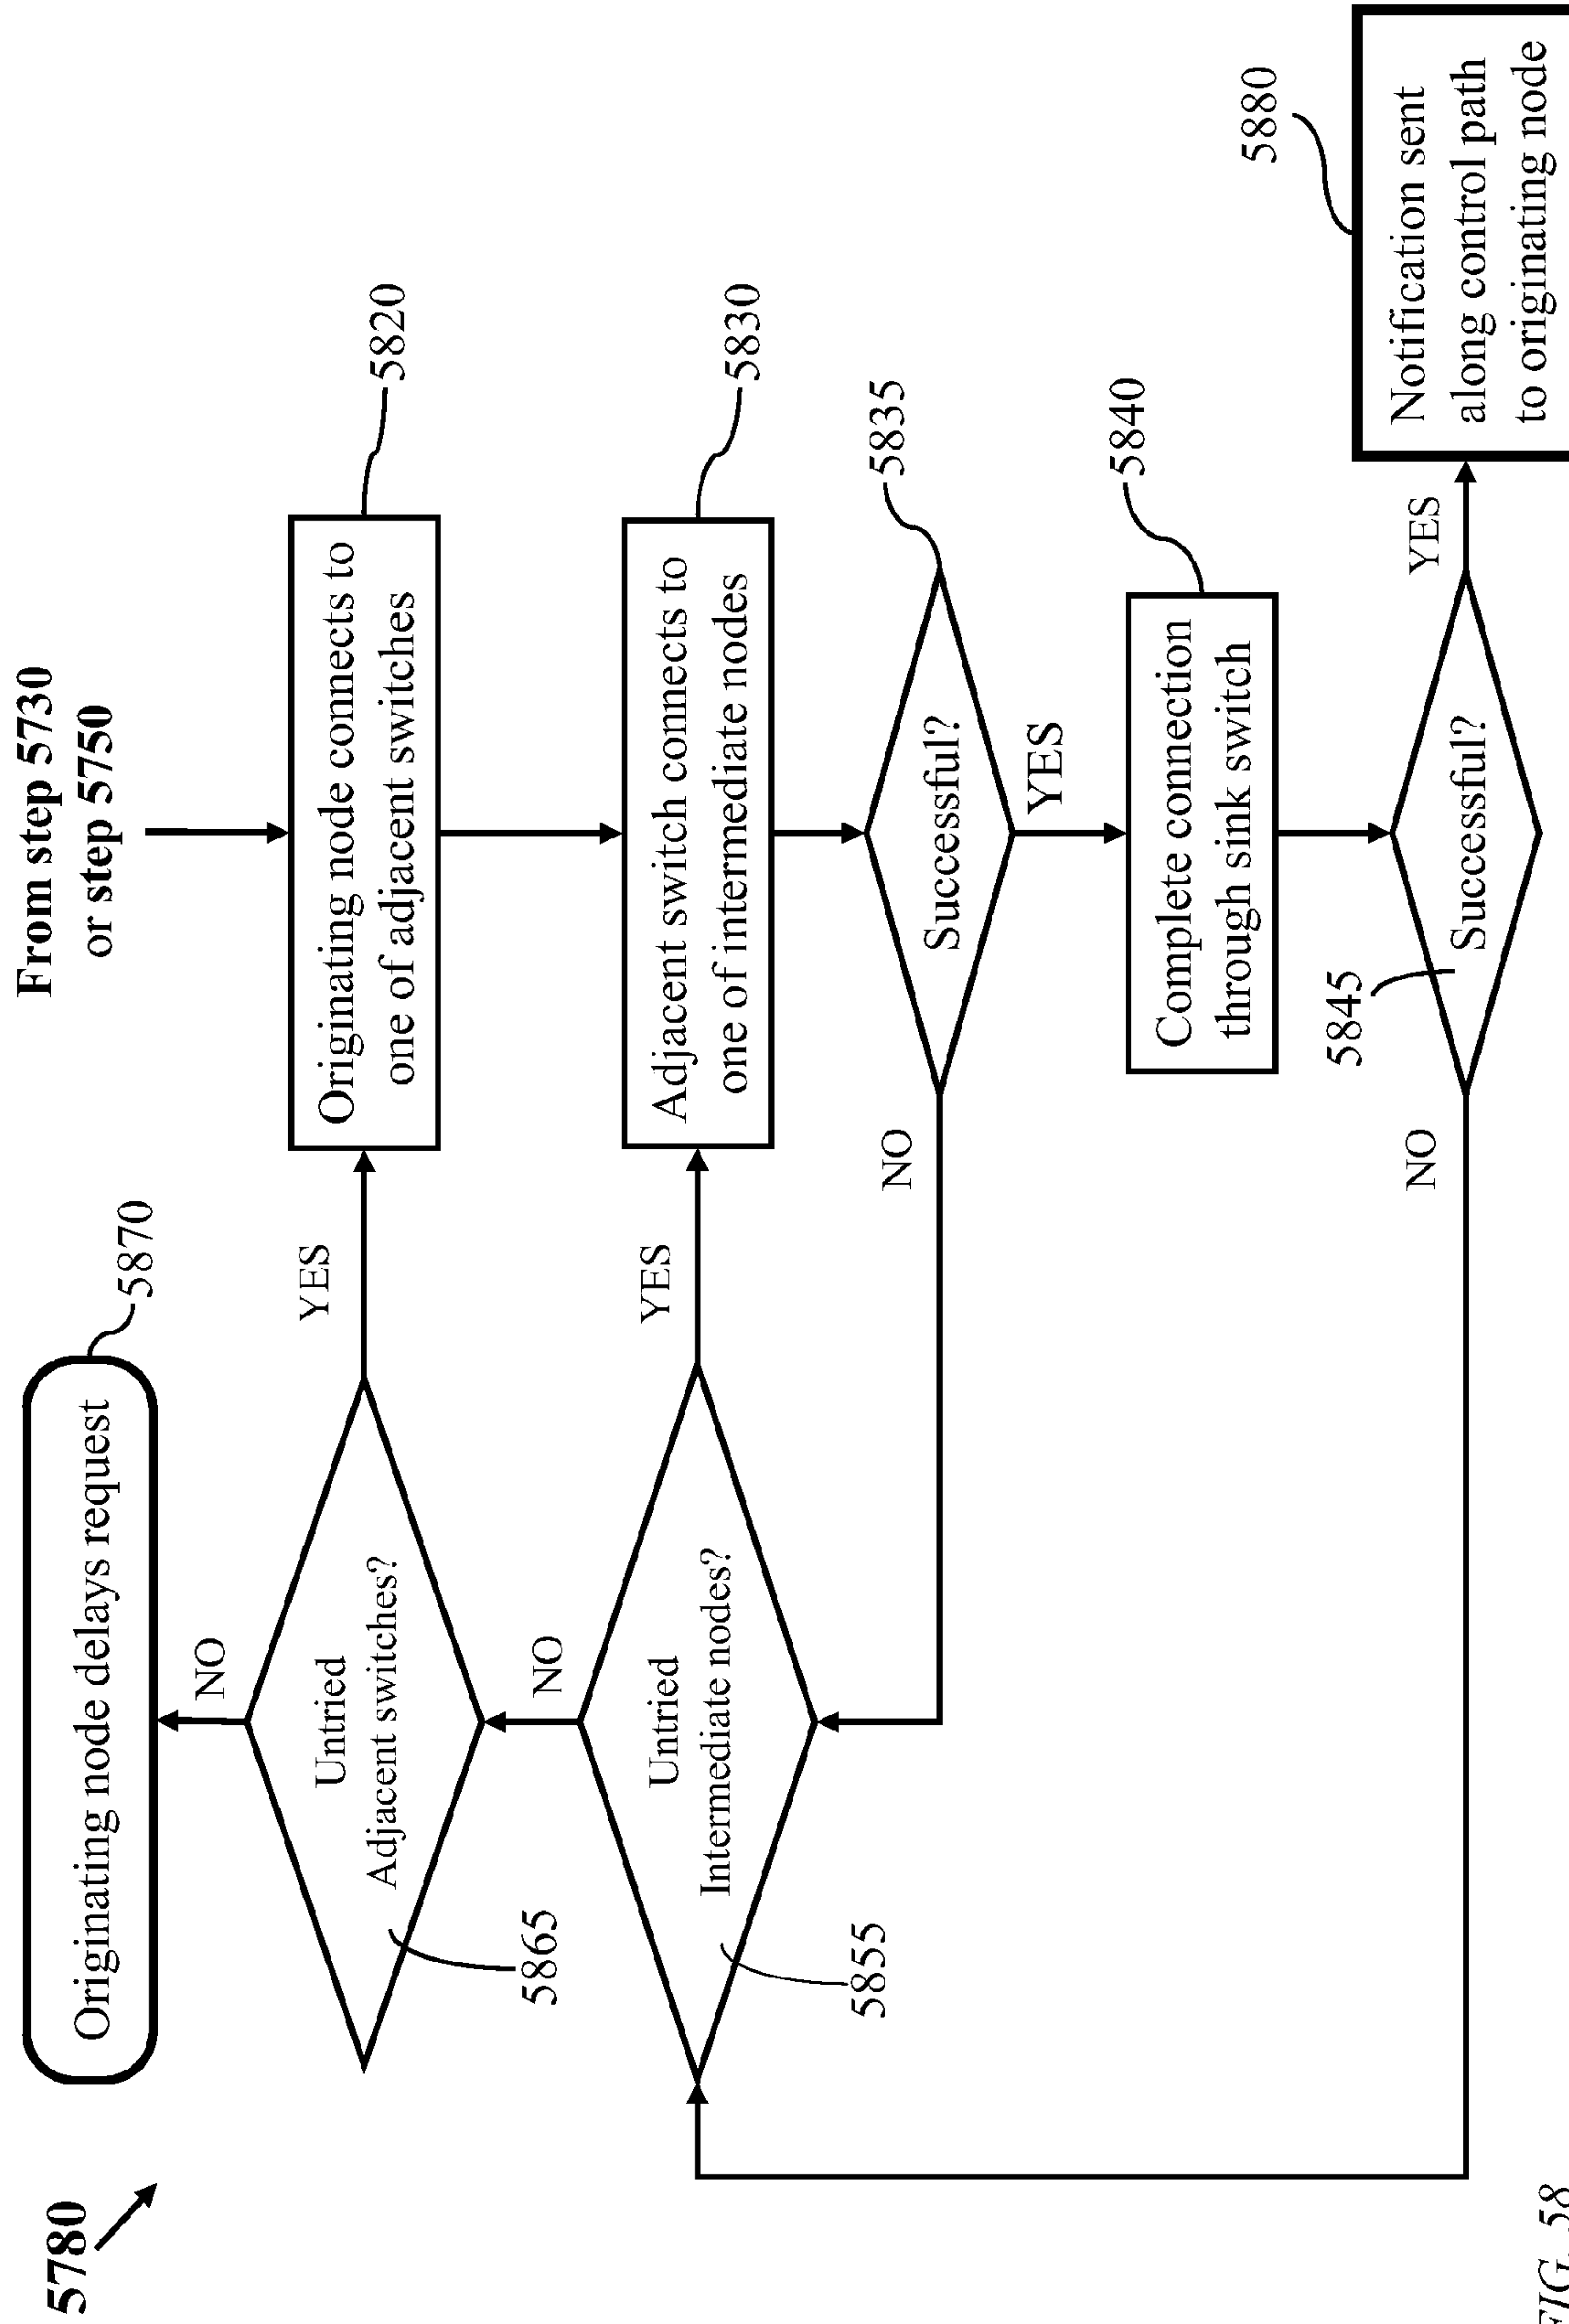 5780
From step 5730
or step 5750
Originating node delays request
5870
NO
Untried
Adjacent switches?
5865
YES
Originating node connects to
one of adjacent switches
5820
NO
Untried
Intermediate nodes?
5855
YES
Adjacent switch connects to
one of intermediate nodes
5830
NO
Successful?
5835
YES
Complete connection
through sink switch
5840
5845
NO
Successful?
YES
Notification sent
along control path
to originating node
5880
FIG. 58